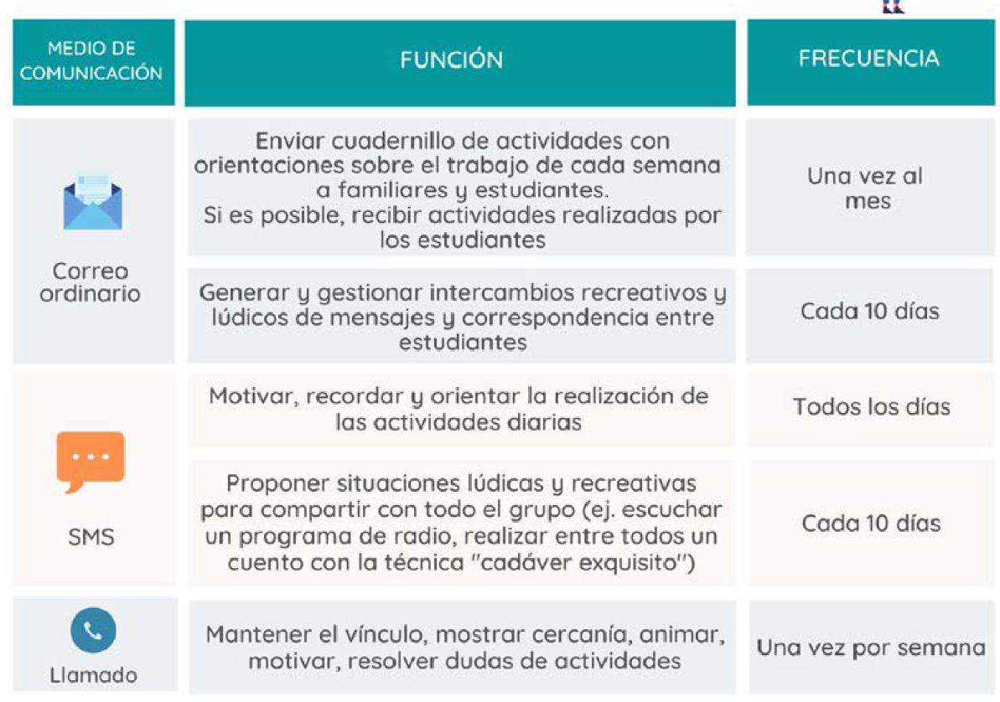 MEDIO DE
COMUNICACIÓN
FUNCIÓN
FRECUENCIA
Correo
ordinario
Enviar cuadernillo de actividades con
orientaciones sobre el trabajo de cada semana
a familiares y estudiantes.
Si es posible, recibir actividades realizadas por
los estudiantes
Una vez al
mes
Generar y gestionar intercambios recreativos y
lúdicos de mensajes y correspondencia entre
estudiantes
Cada 10 días
SMS
Motivar, recordar y orientar la realización de
las actividades diarias
Todos los días
Proponer situaciones lúdicas y recreativas
para compartir con todo el grupo (ej. escuchar
un programa de radio, realizar entre todos un
cuento con la técnica "cadáver exquisito")
Cada 10 días
Llamado
Mantener el vínculo, mostrar cercanía, animar,
motivar, resolver dudas de actividades
Una vez por semana